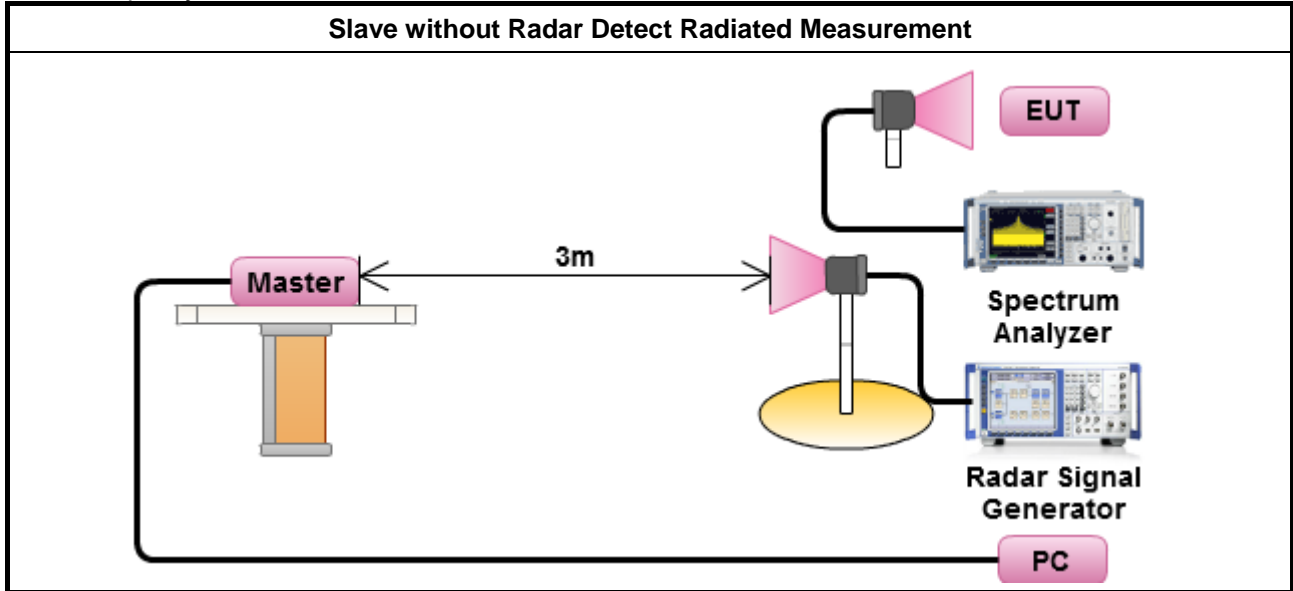 Slave without Radar Detect Radiated Measurement
EUT
3m
Master
Spectrum
Analyzer
Radar Signal
Generator
PC